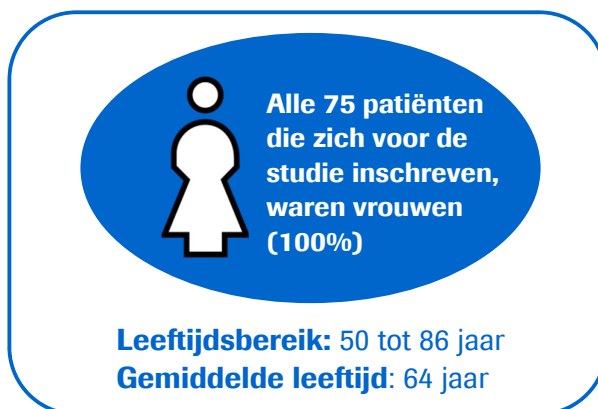 Alle 75 patiënten
die zich voor de
studie inschreven,
waren vrouwen
(100%)
Leeftijdsbereik: 50 tot 86 jaar
Gemiddelde leeftijd: 64 jaar